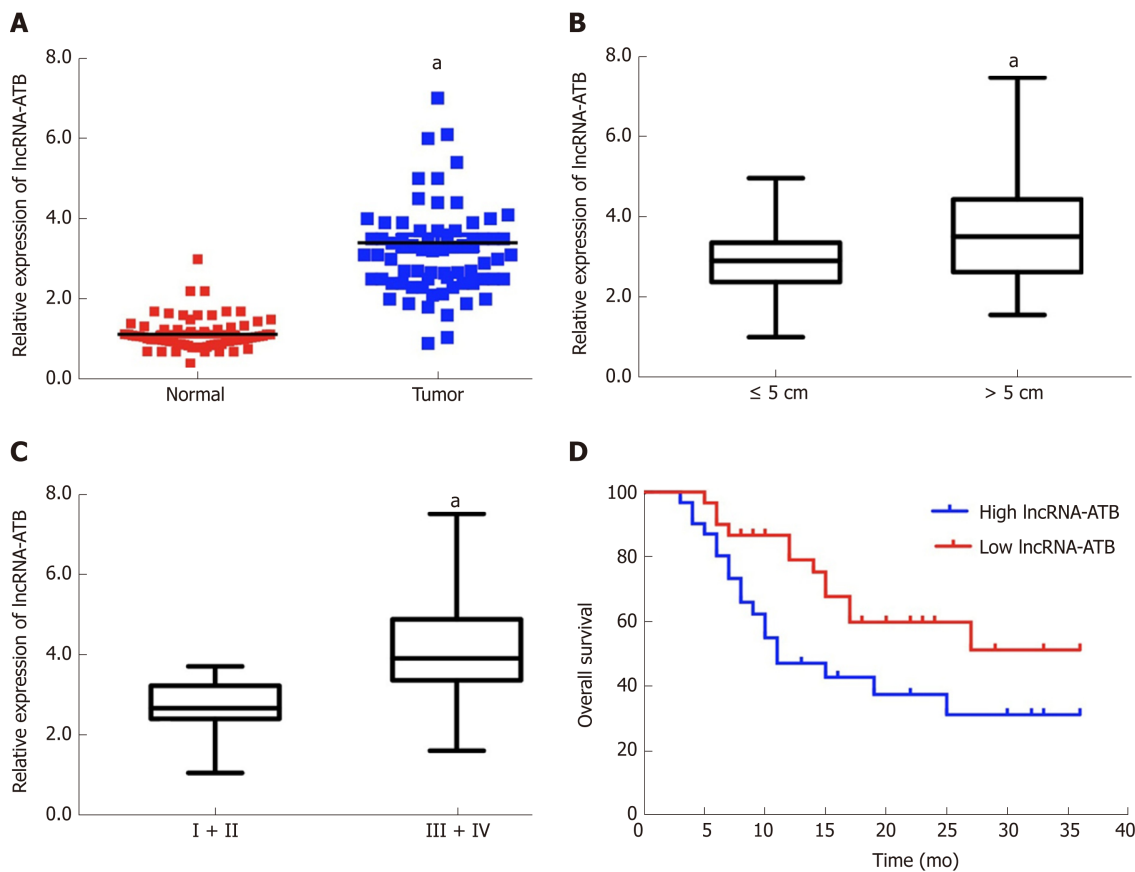 A
Relative expression of lncRNA-ATB
8.0
6.0
4.0
2.0
0.0
a
Normal
Tumor
B
Relative expression of lncRNA-ATB
8.0
6.0
4.0
2.0
0.0
a
≤ 5 cm
> 5 cm
C
Relative expression of lncRNA-ATB
8.0
6.0
4.0
2.0
0.0
a
I + II
III + IV
D
Overall survival
100
80
60
40
20
0
High lncRNA-ATB
Low lncRNA-ATB
0 5 10 15 20 25 30 35 40
Time (mo)